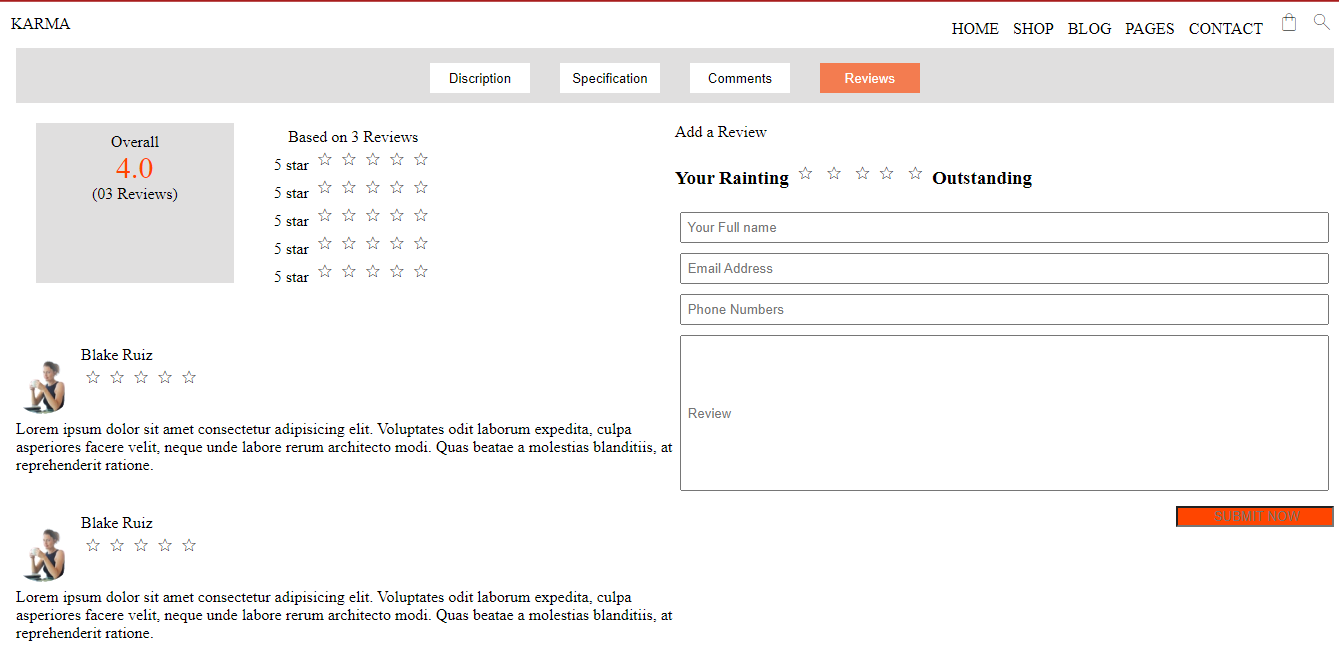 KARMA
HOME SHOP BLOG PAGES CONTACT
Discription Specification Comments Reviews
Overall
4.0
(03 Reviews)
Based on 3 Reviews
5 star ☆ ☆ ☆ ☆ ☆
5 star ☆ ☆ ☆ ☆ ☆
5 star ☆ ☆ ☆ ☆ ☆
5 star ☆ ☆ ☆ ☆ ☆
5 star ☆ ☆ ☆ ☆ ☆
Blake Ruiz
☆ ☆ ☆ ☆ ☆
Lorem ipsum dolor sit amet consectetur adipisicing elit. Voluptates odit laborum expedita, culpa
asperiores facere velit, neque unde labore rerum architecto modi. Quas beatae a molestias blanditiis, at
reprehenderit ratione.
Blake Ruiz
☆ ☆ ☆ ☆ ☆
Lorem ipsum dolor sit amet consectetur adipisicing elit. Voluptates odit laborum expedita, culpa
asperiores facere velit, neque unde labore rerum architecto modi. Quas beatae a molestias blanditiis, at
reprehenderit ratione.
Add a Review
Your Rainting ☆ ☆ ☆ ☆ ☆ Outstanding
Your Full name
Email Address
Phone Numbers
Review
SUBMIT NOW